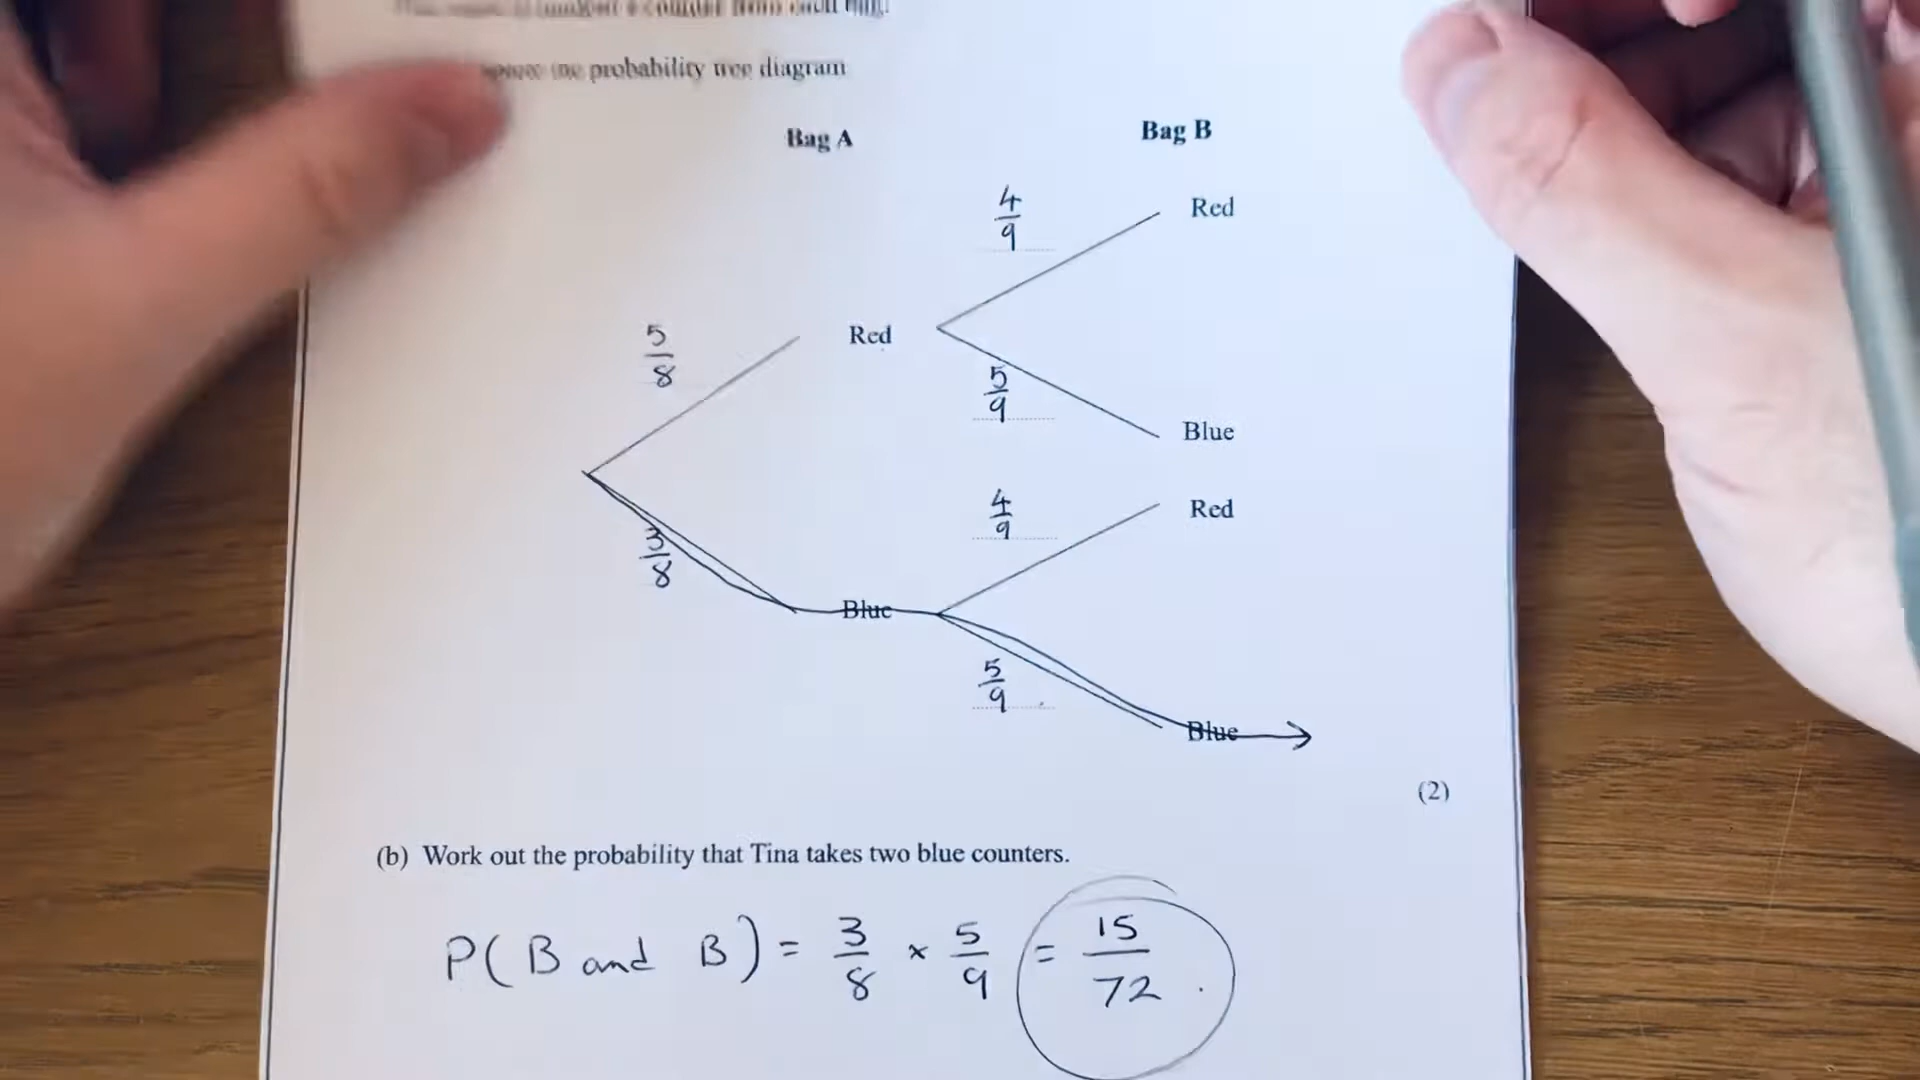 the probability tree diagram
Bag A
Bag B
4/9
Red
5/8
Red
5/9
Blue
4/9
Red
3/8
Blue
5/9
Blue
(2)
(b) Work out the probability that Tina takes two blue counters.
P(B and B) = 3/8 × 5/9 = 15/72.